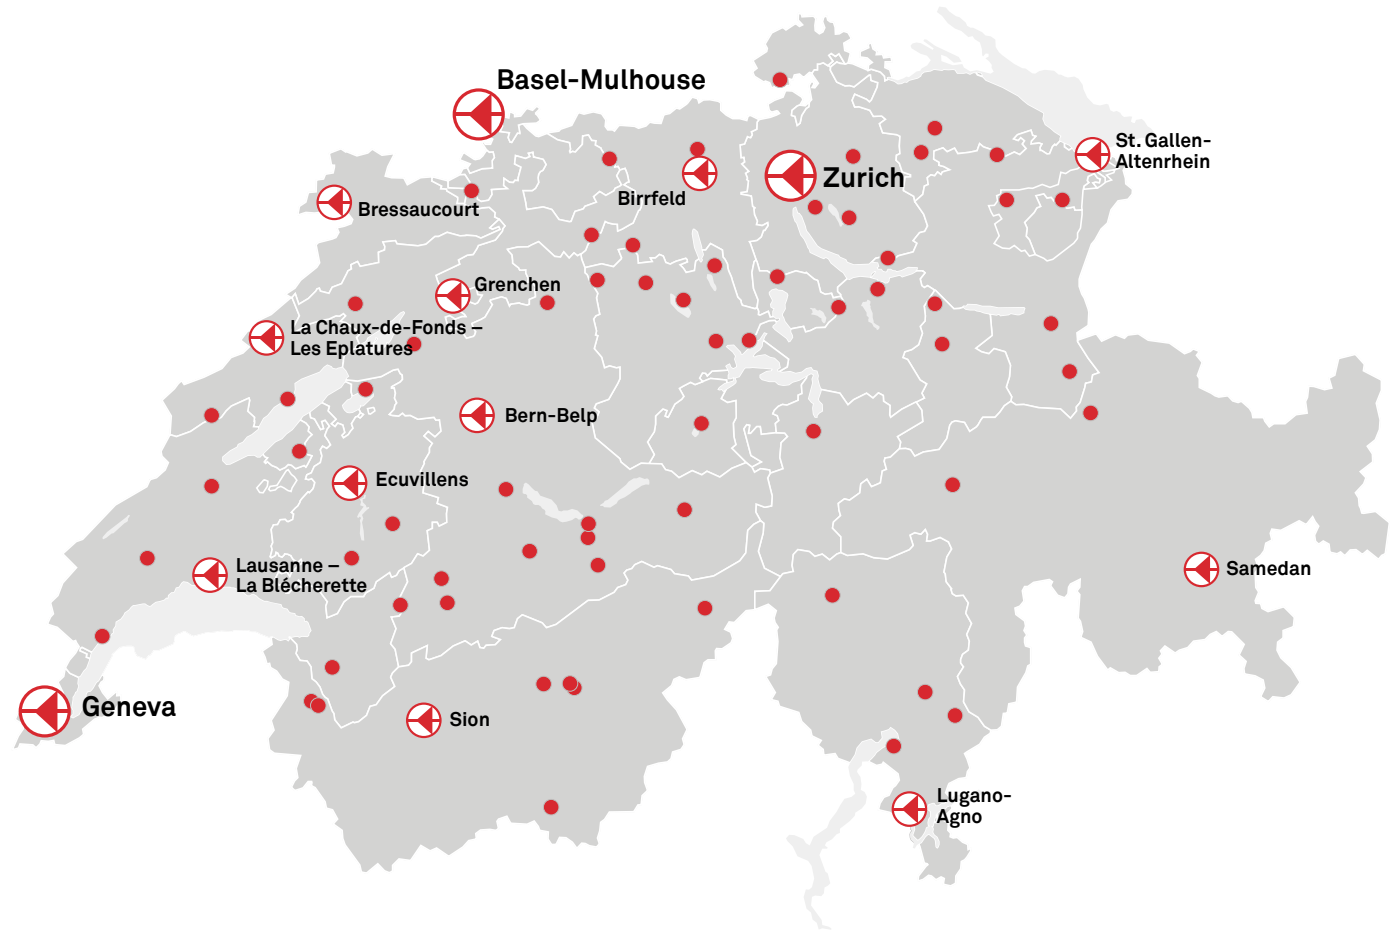 Basel-Mulhouse
St. Gallen-
Altenrhein
Zurich
Birrfeld
Bressaucourt
Grenchen
La Chaux-de-Fonds –
Les Eplatures
Bern-Belp
Ecuvillens
Lausanne –
La Blécherette
Samedan
Geneva
Sion
Lugano-
Agno